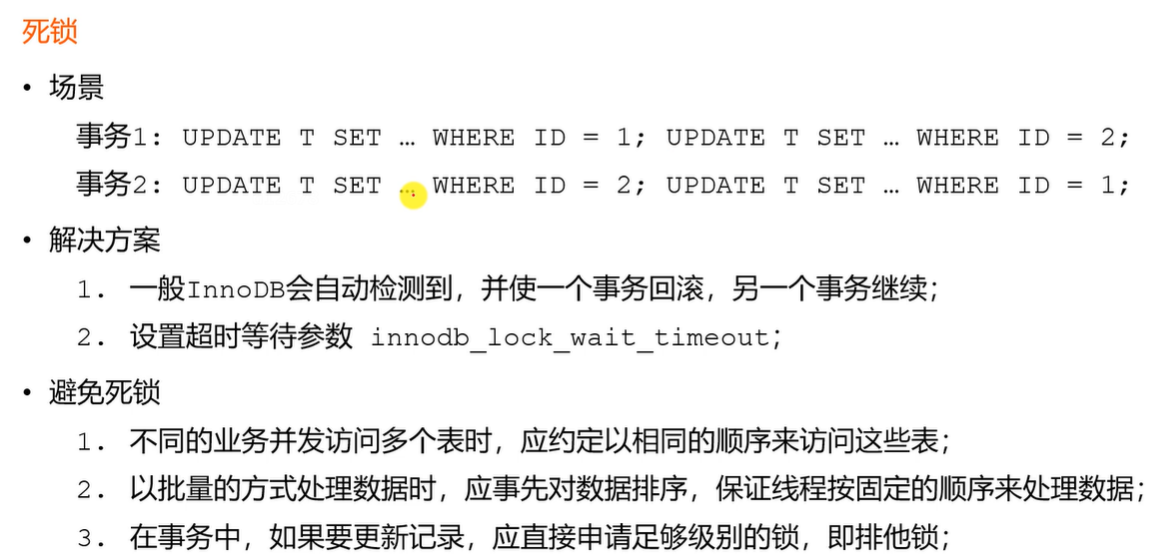 死锁
• 场景
事务1: UPDATE T SET … WHERE ID = 1; UPDATE T SET … WHERE ID = 2;
事务2: UPDATE T SET … WHERE ID = 2; UPDATE T SET … WHERE ID = 1;
• 解决方案
1. 一般InnoDB会自动检测到，并使一个事务回滚，另一个事务继续；
2. 设置超时等待参数 innodb_lock_wait_timeout；
• 避免死锁
1. 不同的业务并发访问多个表时，应约定以相同的顺序来访问这些表；
2. 以批量的方式处理数据时，应事先对数据排序，保证线程按固定的顺序来处理数据；
3. 在事务中，如果要更新记录，应直接申请足够级别的锁，即排他锁；